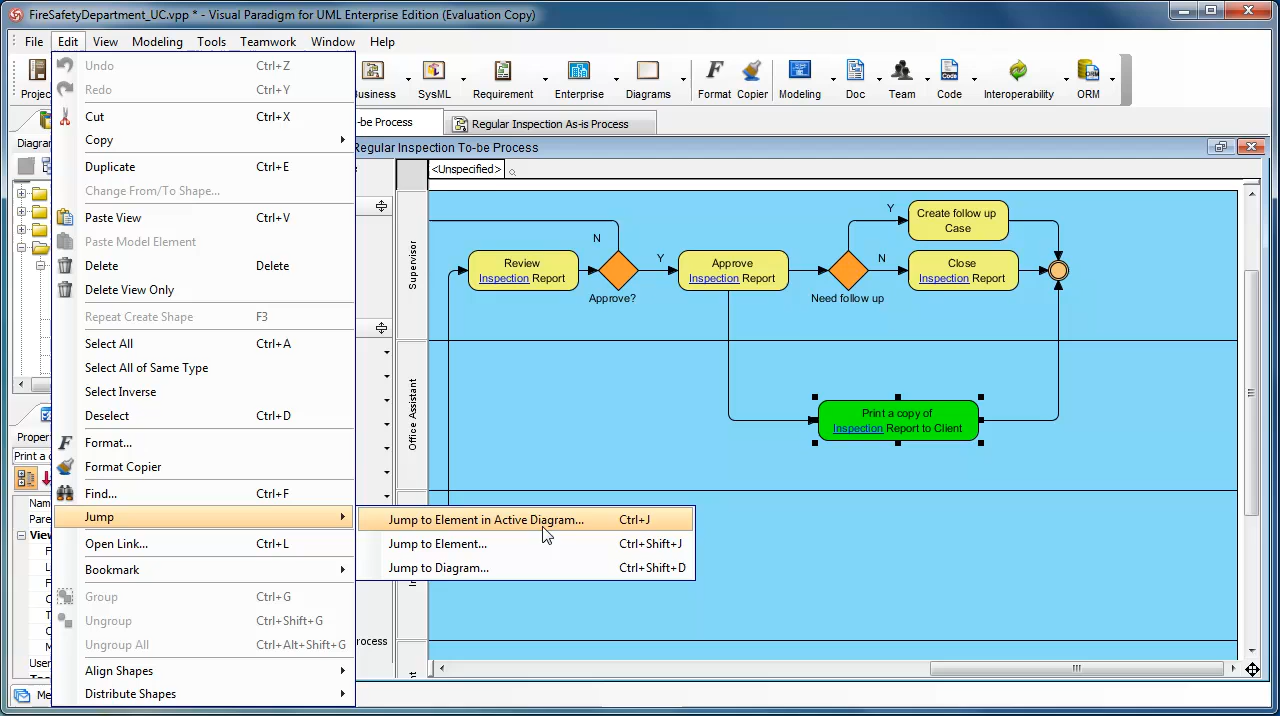 FireSafetyDepartment_UC.vpp * - Visual Paradigm for UML Enterprise Edition (Evaluation Copy)
File Edit View Modeling Tools Teamwork Window Help
Projec
usiness
SysML
Requirement
Enterprise
Diagrams
Format
Copier
Modeling
Doc
Team
Code
Interoperability
ORM
Undo Ctrl+Z
Redo Ctrl+Y
Cut Ctrl+X
Copy
Duplicate Ctrl+E
Change From/To Shape...
Paste View Ctrl+V
Paste Model Element
Delete Delete
Delete View Only
Repeat Create Shape F3
Select All Ctrl+A
Select All of Same Type
Select Inverse
Deselect Ctrl+D
Format...
Format Copier
Find... Ctrl+F
Jump
Open Link... Ctrl+L
Bookmark
Group Ctrl+G
Ungroup Ctrl+Shift+G
Ungroup All Ctrl+Alt+Shift+G
Align Shapes
Distribute Shapes
Jump to Element in Active Diagram... Ctrl+J
Jump to Element... Ctrl+Shift+J
Jump to Diagram... Ctrl+Shift+D
Diagra
Propert
Print a c
Nam
Pare
View
User
Me
-be Process
Regular Inspection As-is Process
Regular Inspection To-be Process
<Unspecified>
Supervisor
Office Assistant
Review
Inspection Report
N
Approve?
Y
Approve
Inspection Report
Need follow up
Y
Create follow up
Case
N
Close
Inspection Report
Print a copy of
Inspection Report to Client
rocess